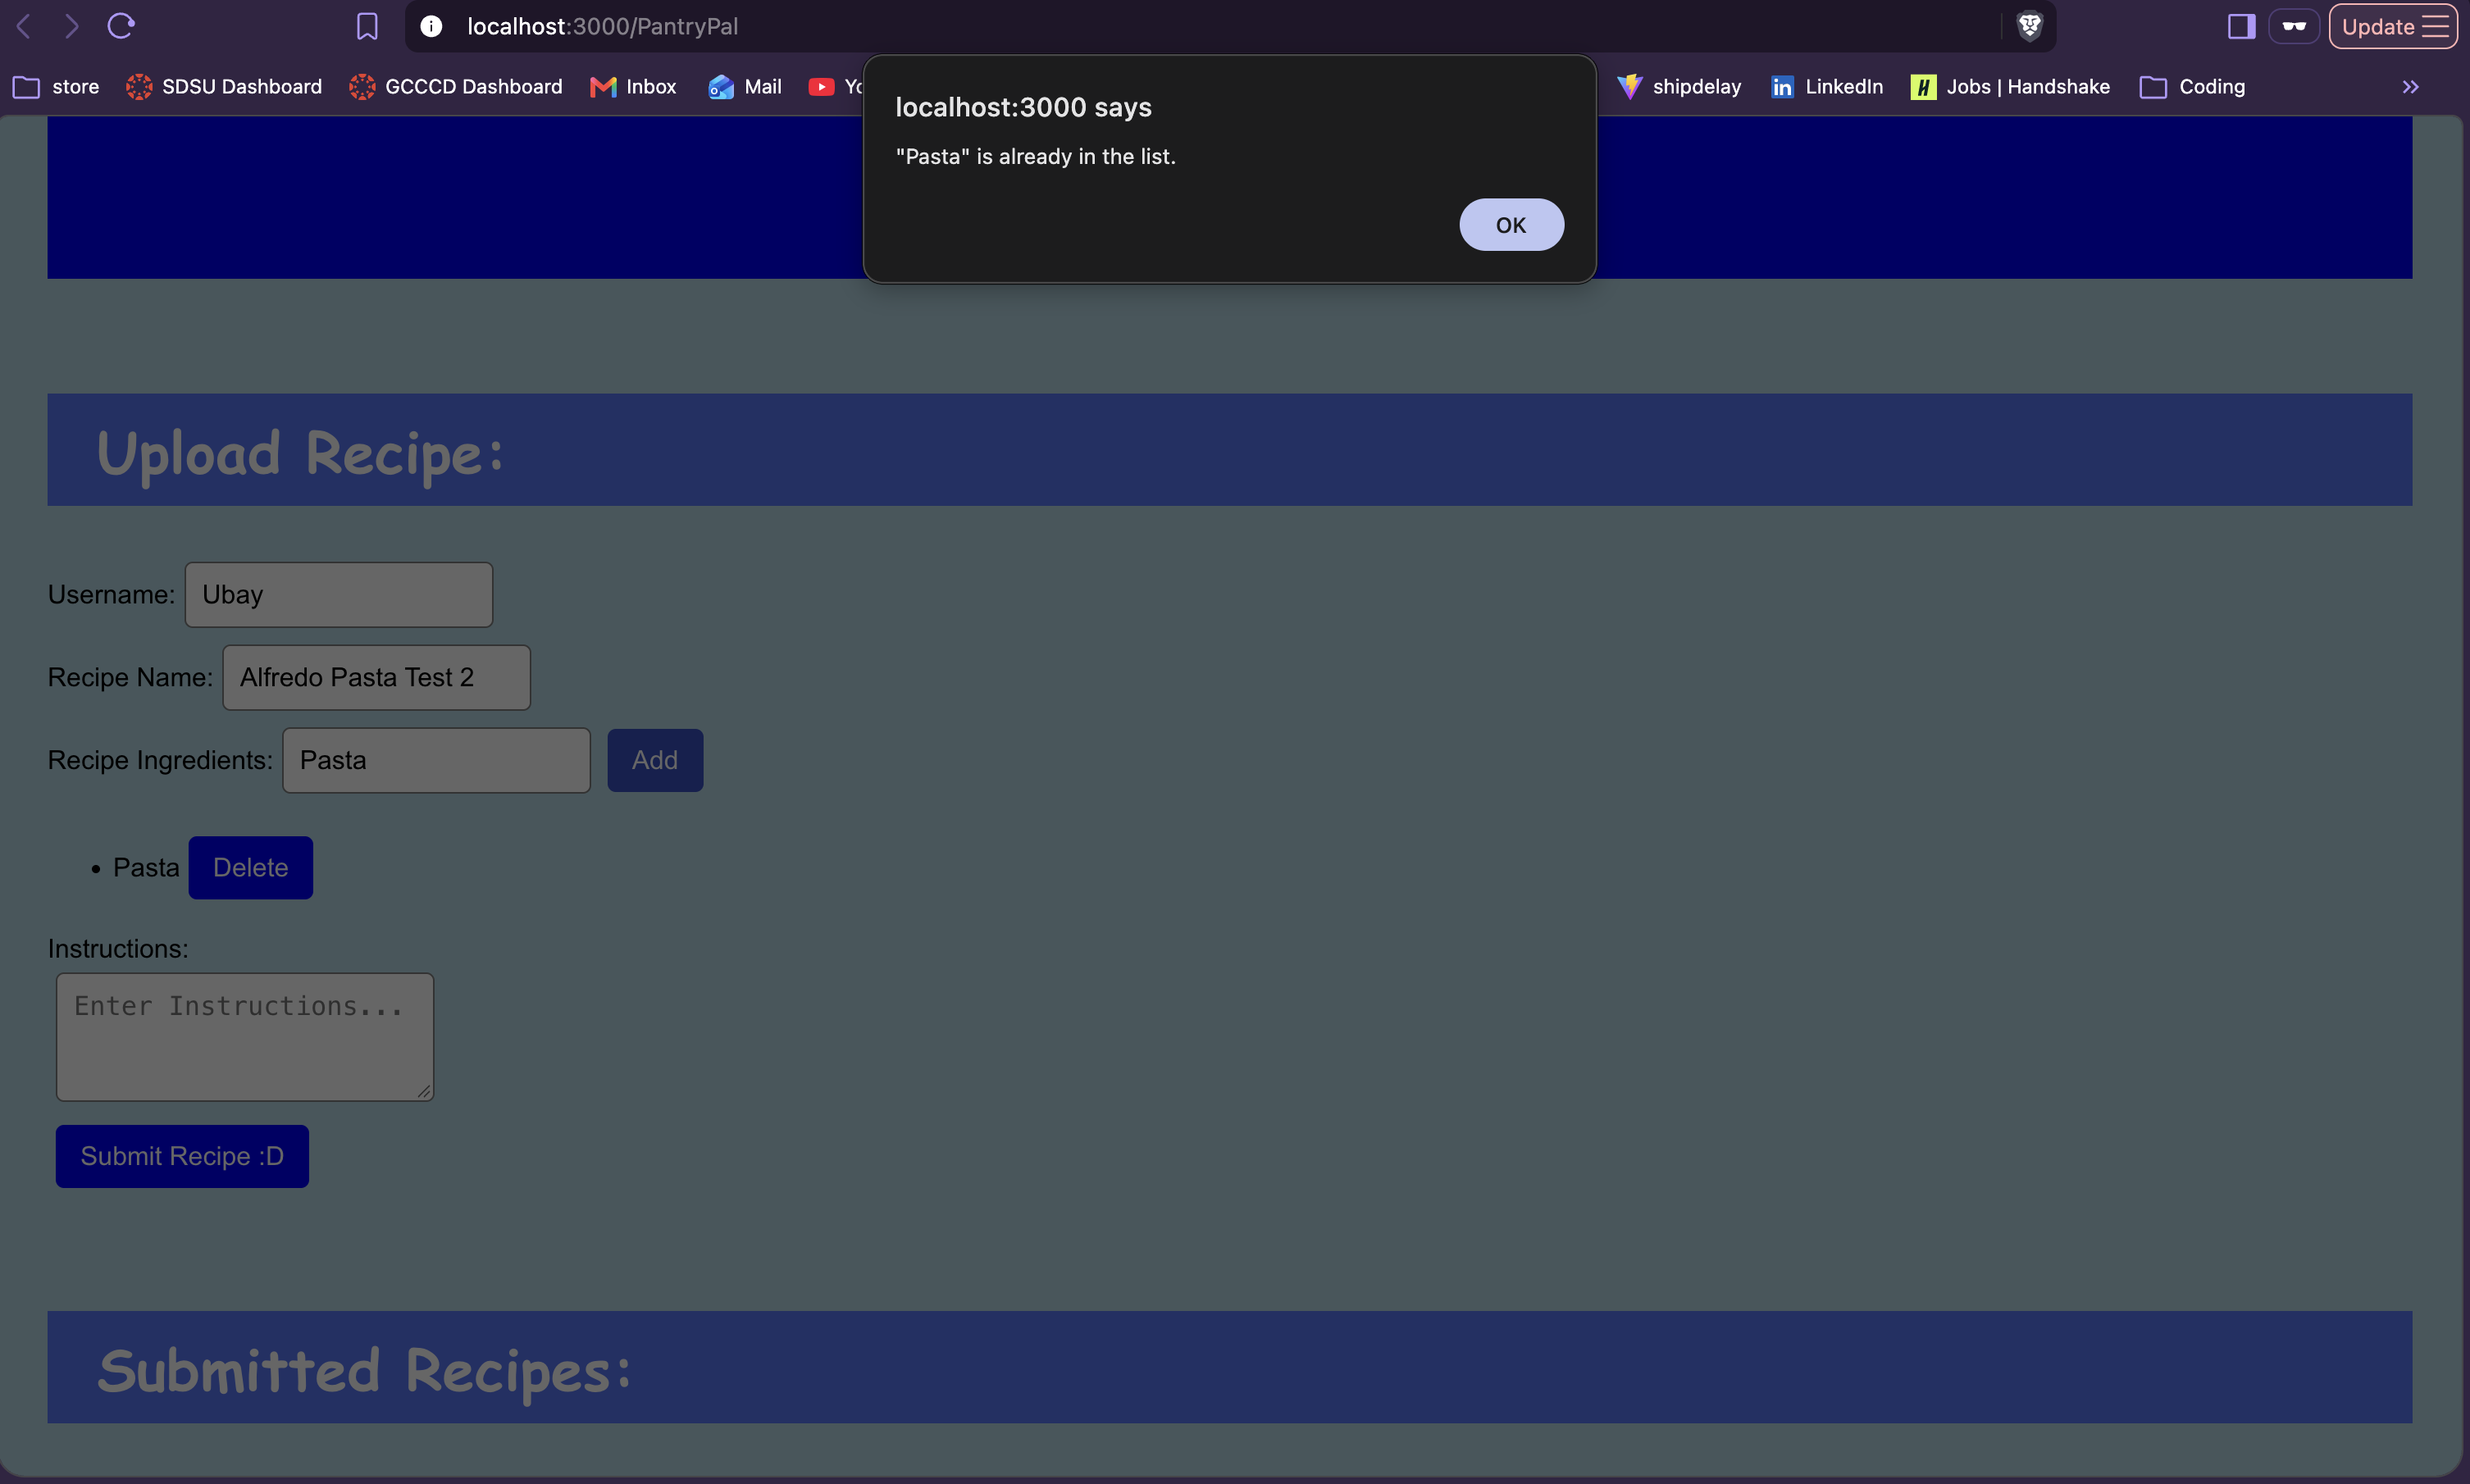 localhost:3000/PantryPal
Update
store
SDSU Dashboard
GCCCD Dashboard
Inbox
Mail
shipdelay
in LinkedIn
H Jobs | Handshake
Coding
localhost:3000 says
"Pasta" is already in the list.
OK
Upload Recipe:
Username: Ubay
Recipe Name: Alfredo Pasta Test 2
Recipe Ingredients: Pasta Add
• Pasta Delete
Instructions:
Enter Instructions...
Submit Recipe :D
Submitted Recipes: